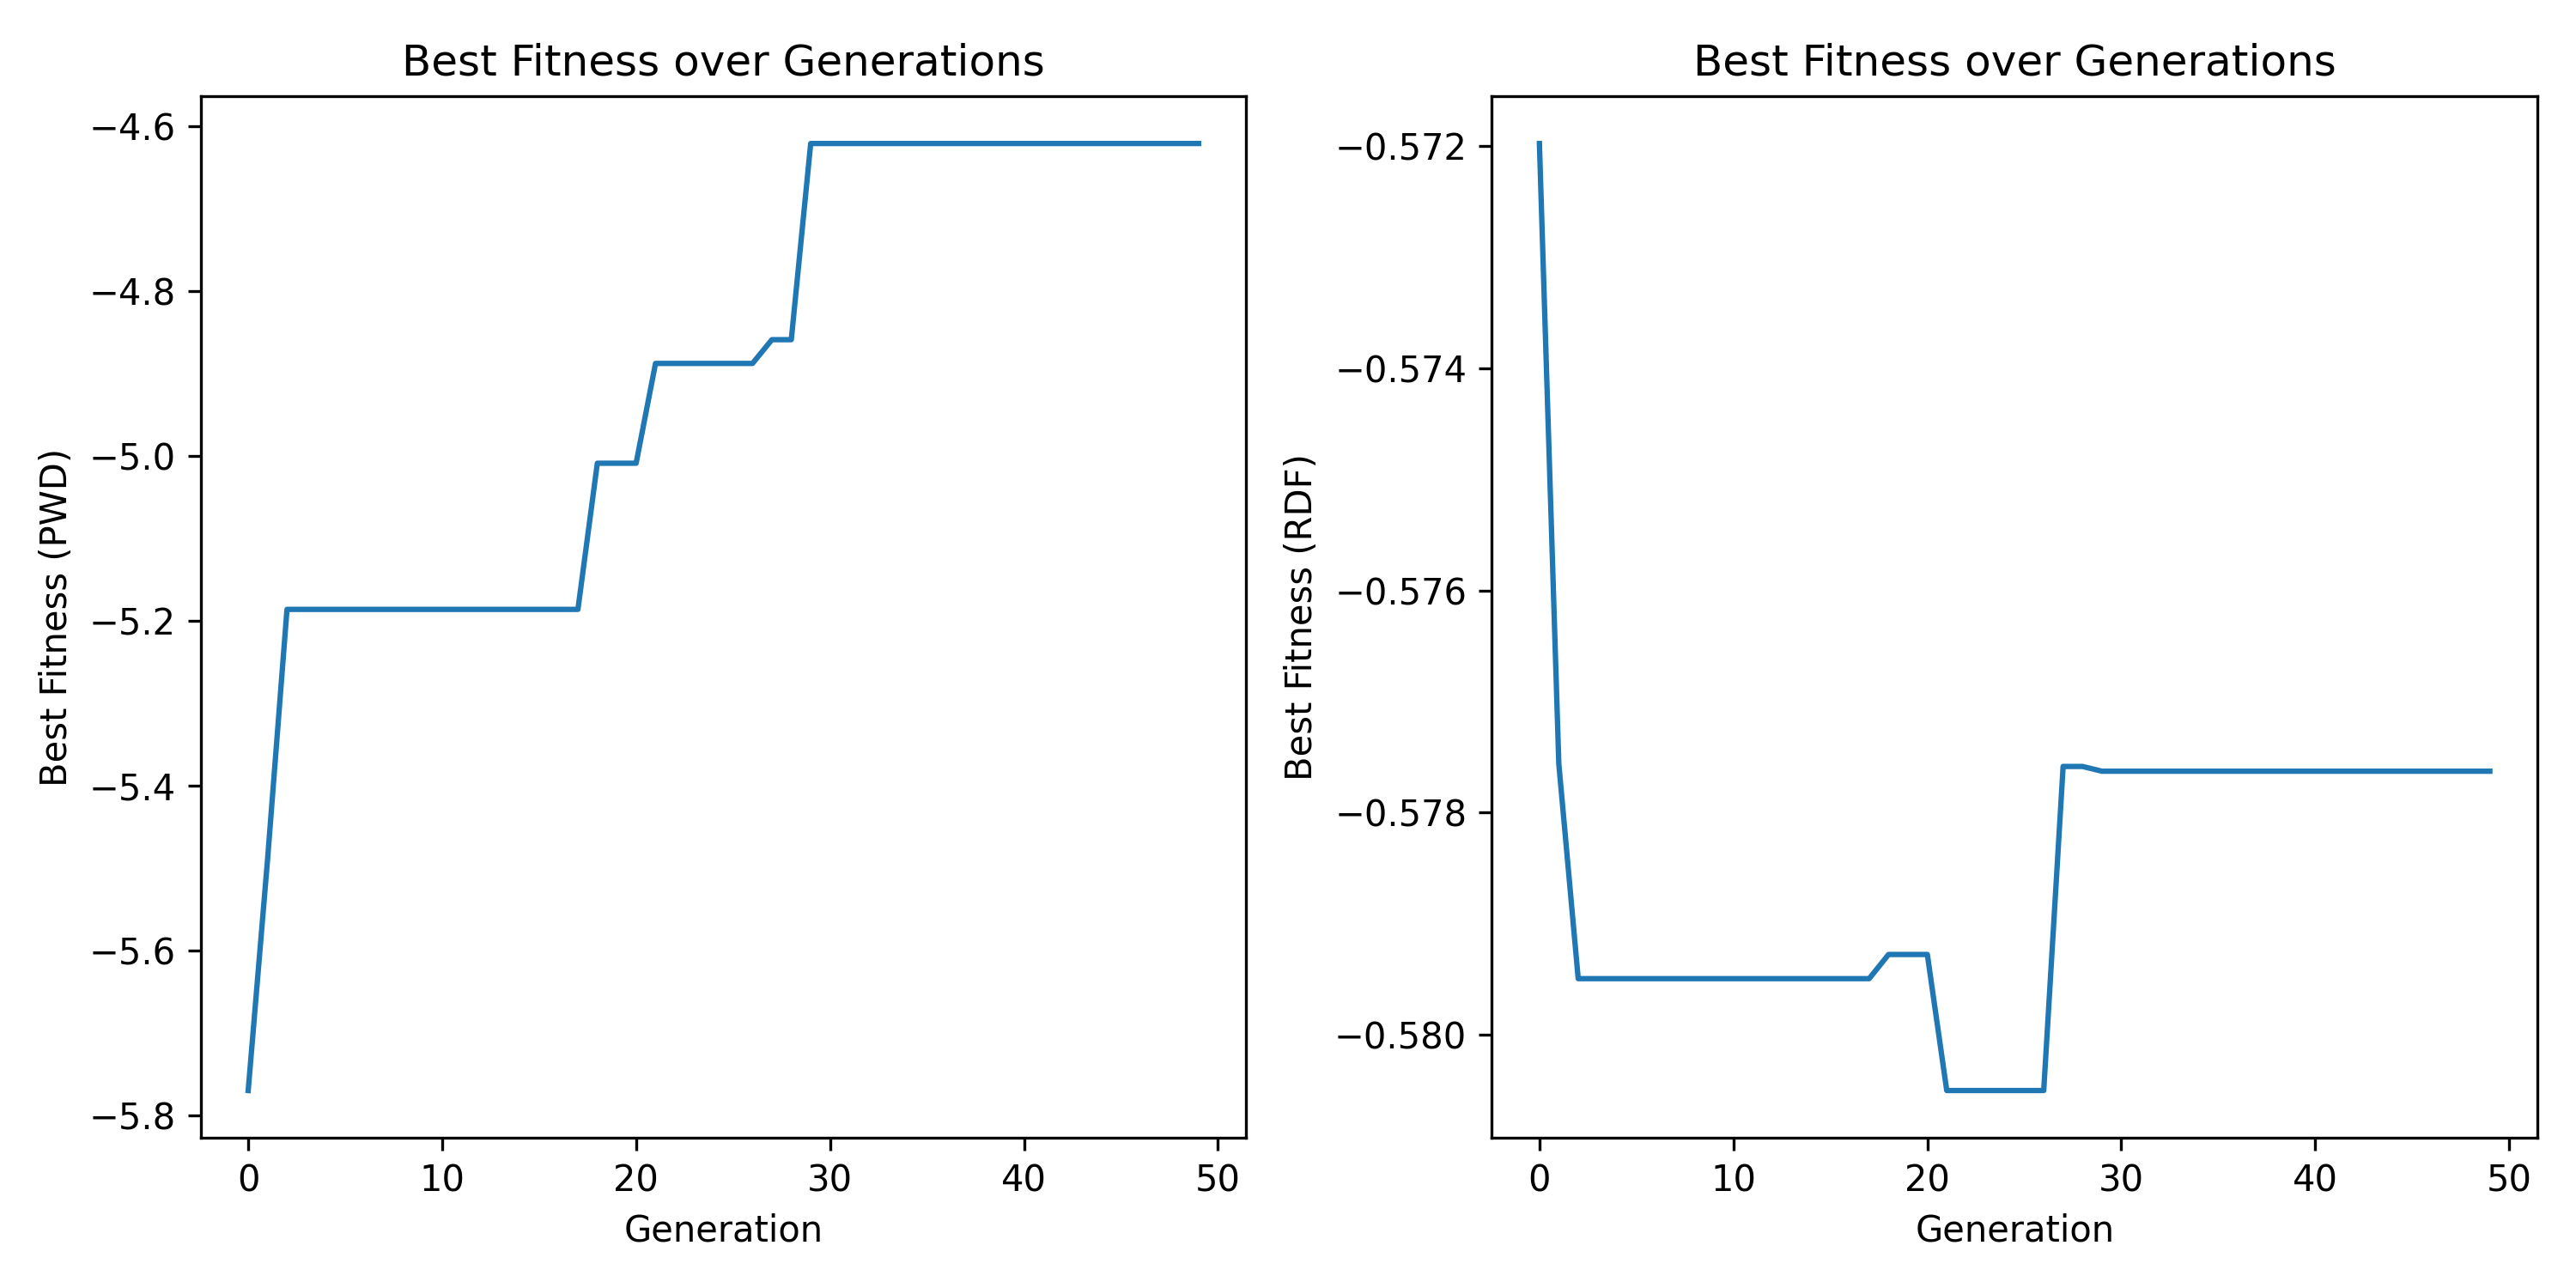 Best Fitness over Generations
Best Fitness (PWD)
−4.6
−4.8
−5.0
−5.2
−5.4
−5.6
−5.8
0 10 20 30 40 50
Generation
Best Fitness over Generations
Best Fitness (RDF)
−0.572
−0.574
−0.576
−0.578
−0.580
0 10 20 30 40 50
Generation